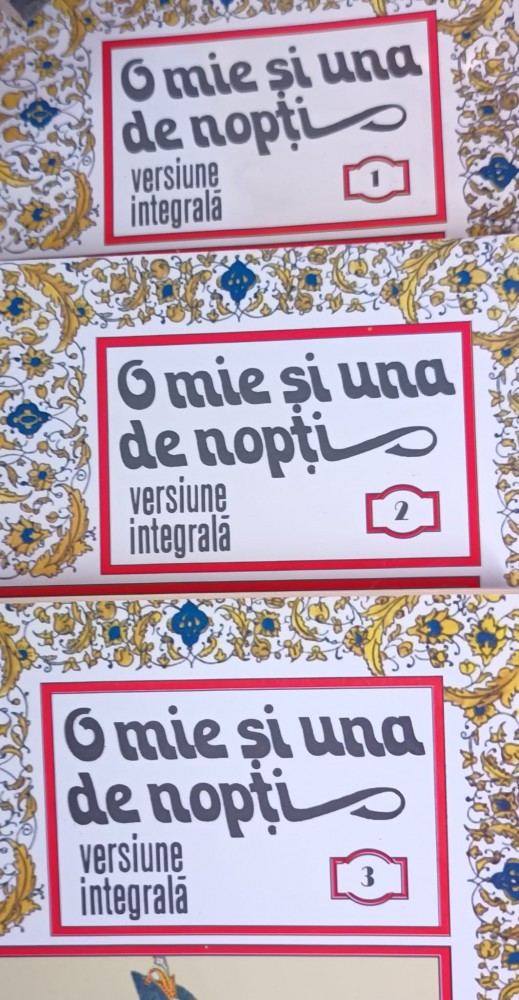 O mie și una
de nopți
versiune
integrală
1
O mie și una
de nopți
versiune
integrală
2
O mie și una
de nopți
versiune
integrală
3